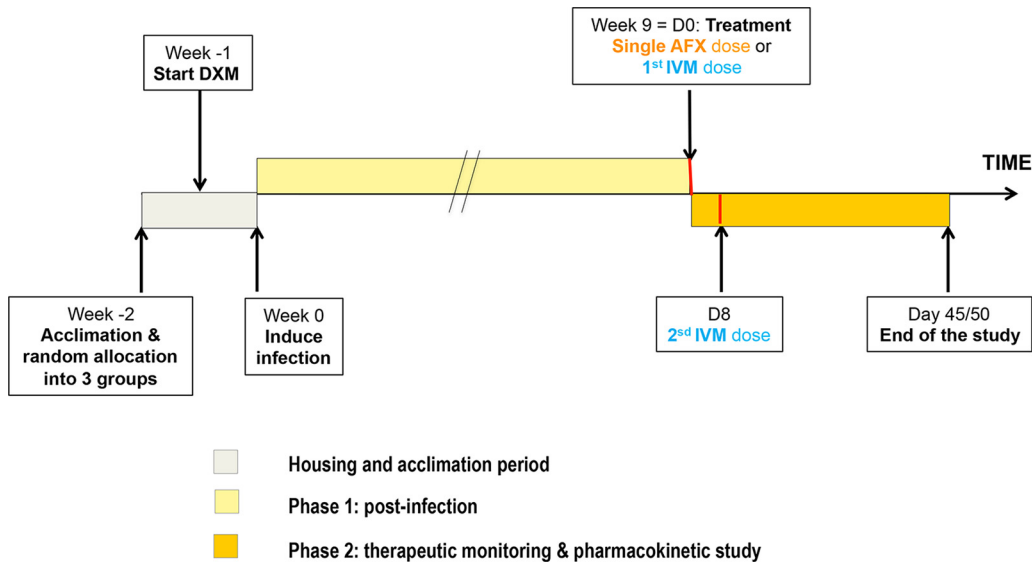 Week -1
Start DXM
Week 9 = D0: Treatment
Single AFX dose or
1st IVM dose
TIME
Week -2
Acclimation &
random allocation
into 3 groups
Week 0
Induce
infection
D8
2sd IVM dose
Day 45/50
End of the study
Housing and acclimation period
Phase 1: post-infection
Phase 2: therapeutic monitoring & pharmacokinetic study